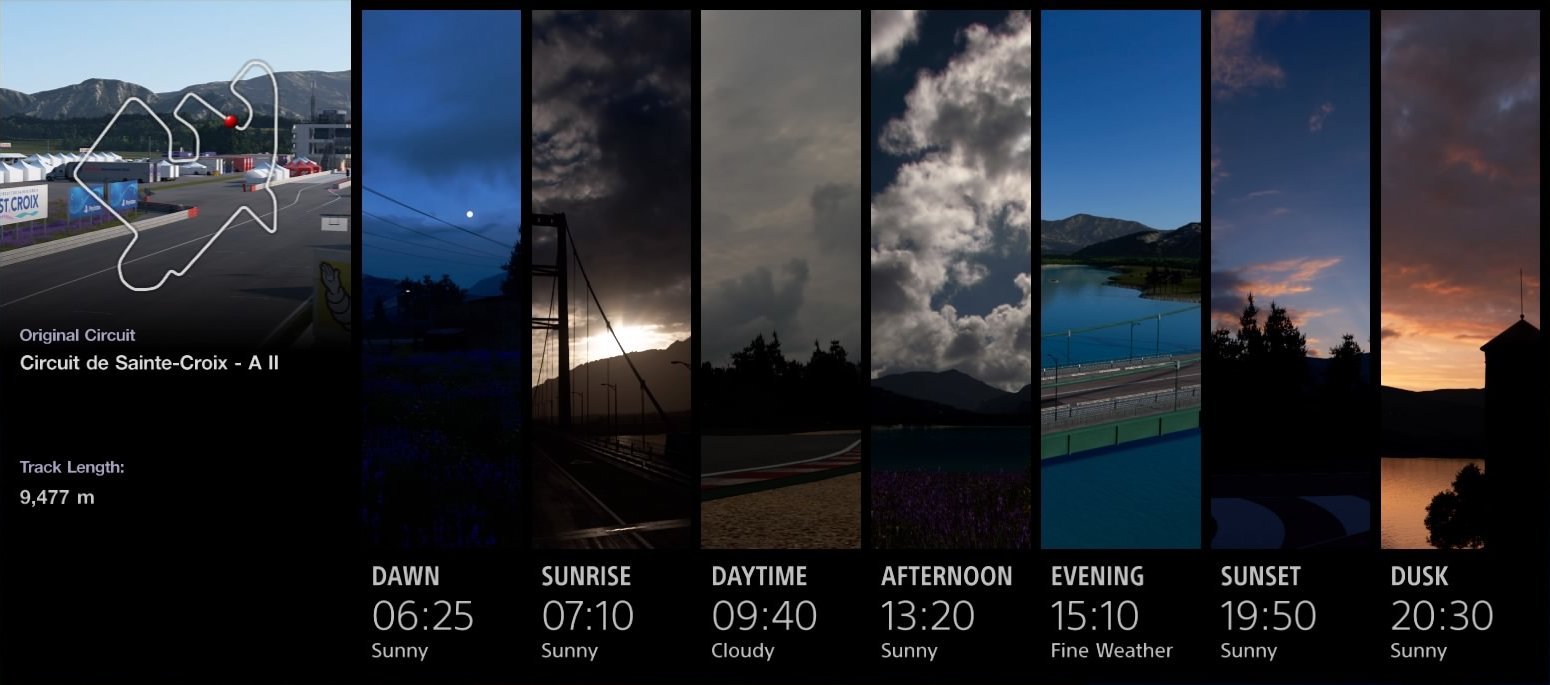 ST CROIX
Original Circuit
Circuit de Sainte-Croix - A II
Track Length:
9,477 m
DAWN
06:25
Sunny
SUNRISE
07:10
Sunny
DAYTIME
09:40
Cloudy
AFTERNOON
13:20
Sunny
EVENING
15:10
Fine Weather
SUNSET
19:50
Sunny
DUSK
20:30
Sunny